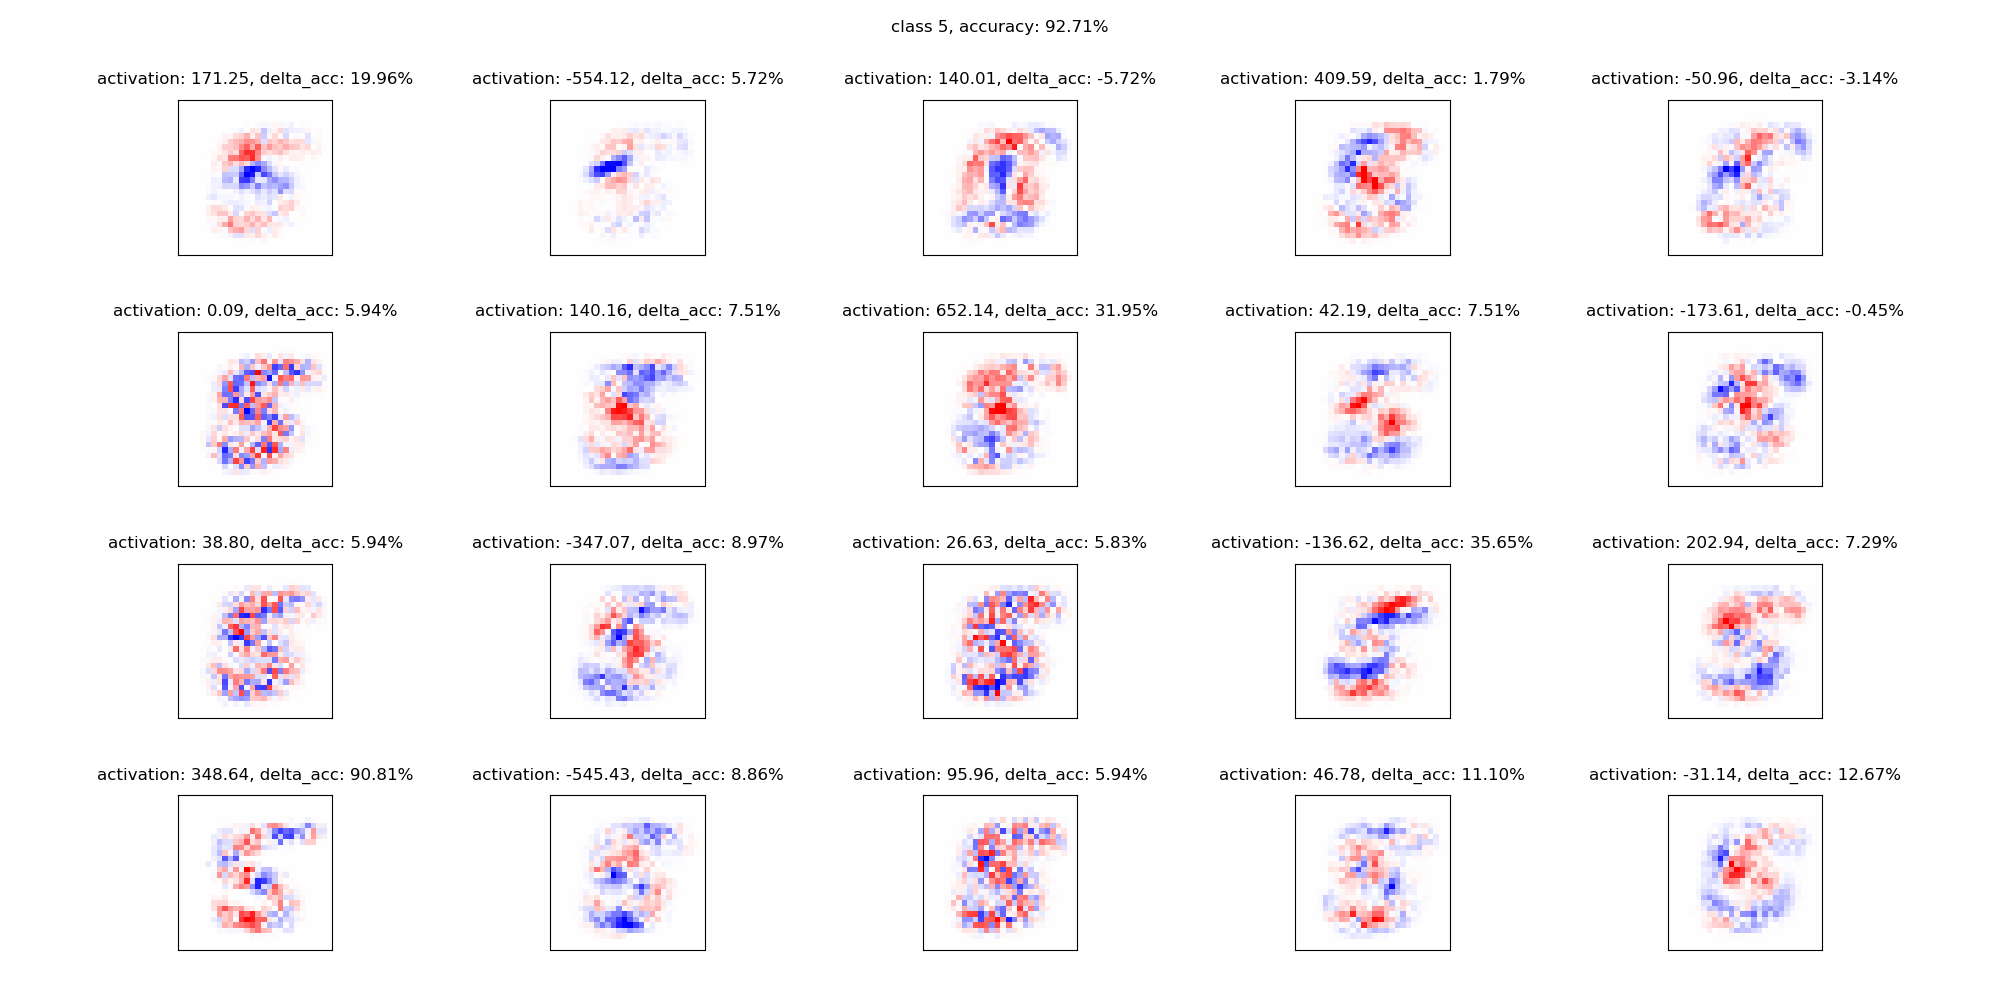 class 5, accuracy: 92.71%
activation: 171.25, delta_acc: 19.96%
activation: -554.12, delta_acc: 5.72%
activation: 140.01, delta_acc: -5.72%
activation: 409.59, delta_acc: 1.79%
activation: -50.96, delta_acc: -3.14%
activation: 0.09, delta_acc: 5.94%
activation: 140.16, delta_acc: 7.51%
activation: 652.14, delta_acc: 31.95%
activation: 42.19, delta_acc: 7.51%
activation: -173.61, delta_acc: -0.45%
activation: 38.80, delta_acc: 5.94%
activation: -347.07, delta_acc: 8.97%
activation: 26.63, delta_acc: 5.83%
activation: -136.62, delta_acc: 35.65%
activation: 202.94, delta_acc: 7.29%
activation: 348.64, delta_acc: 90.81%
activation: -545.43, delta_acc: 8.86%
activation: 95.96, delta_acc: 5.94%
activation: 46.78, delta_acc: 11.10%
activation: -31.14, delta_acc: 12.67%